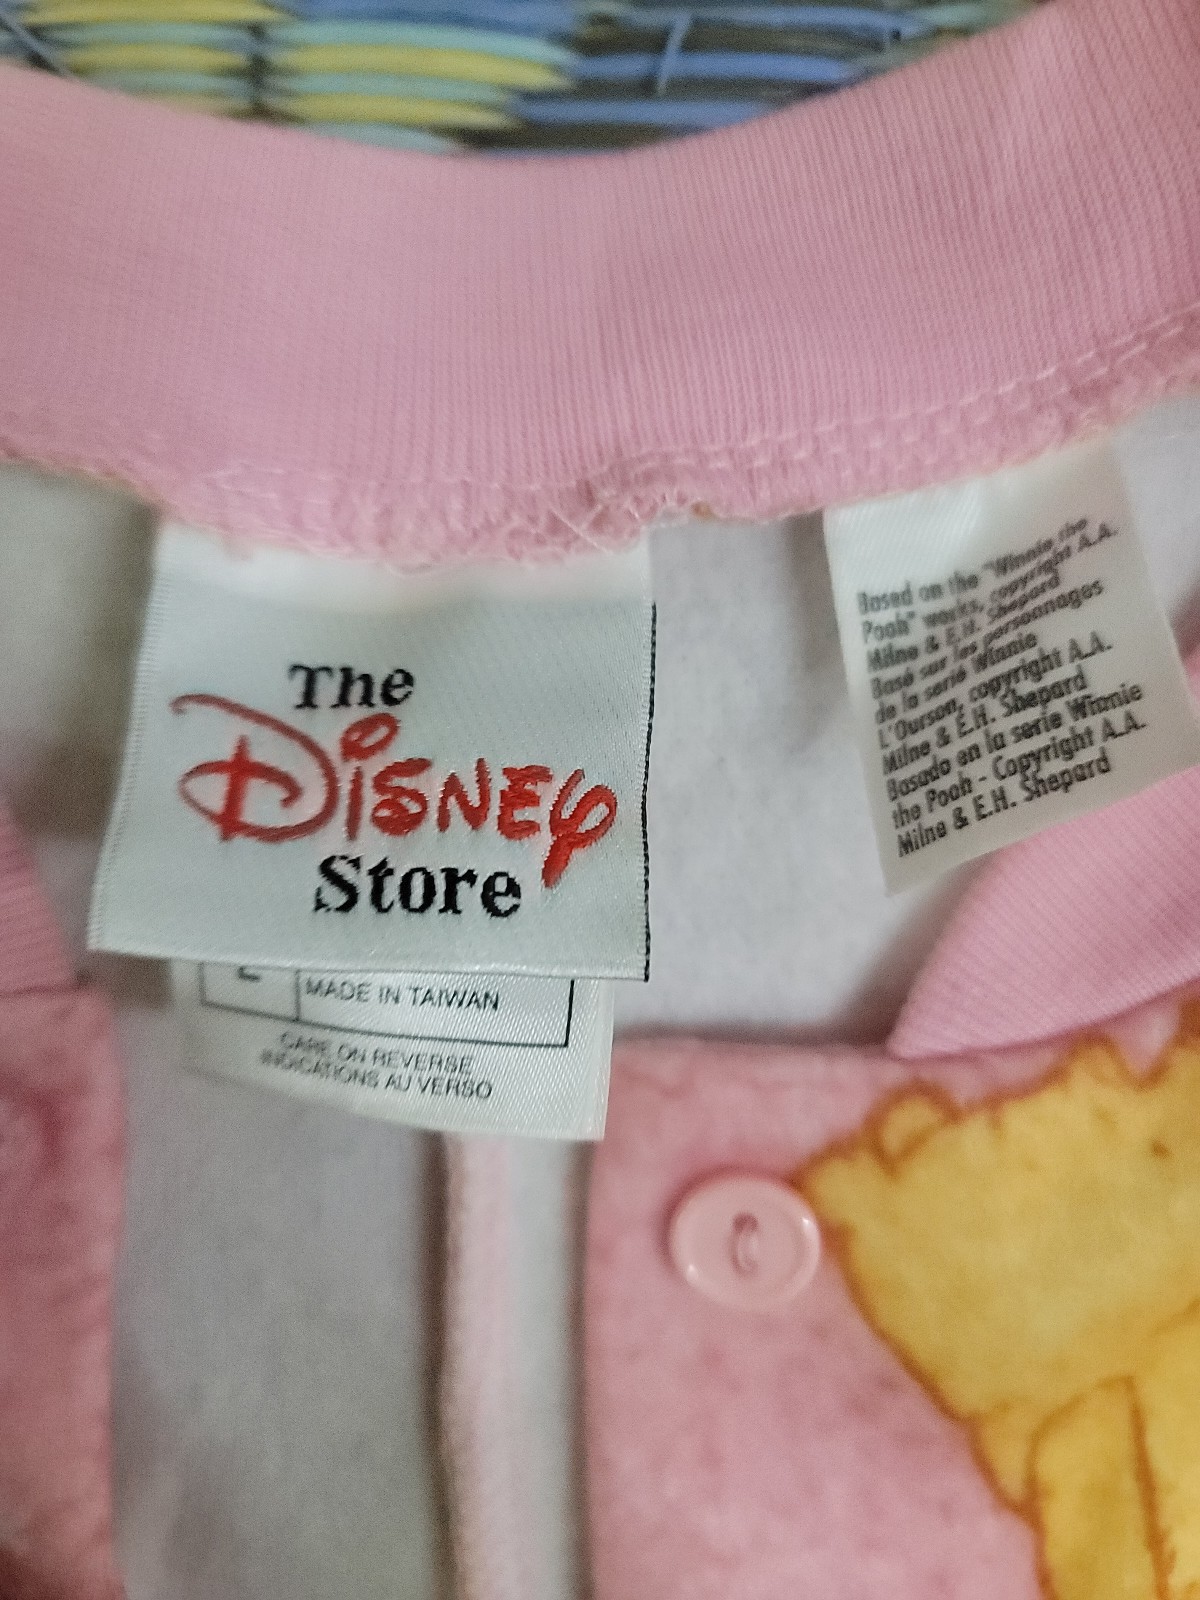 The
Disney
Store
MADE IN TAIWAN
CARE ON REVERSE
INDICATIONS AU VERSO
Based on the "Winnie the
Pooh" works, copyright A.A.
Milne & E.H. Shepard
Basé sur les personnages
de la serié Winnie
L'Ourson, copyright A.A.
Milne & E.H. Shepard
Basado en la serie Winnie
the Pooh - Copyright A.A.
Milne & E.H. Shepard